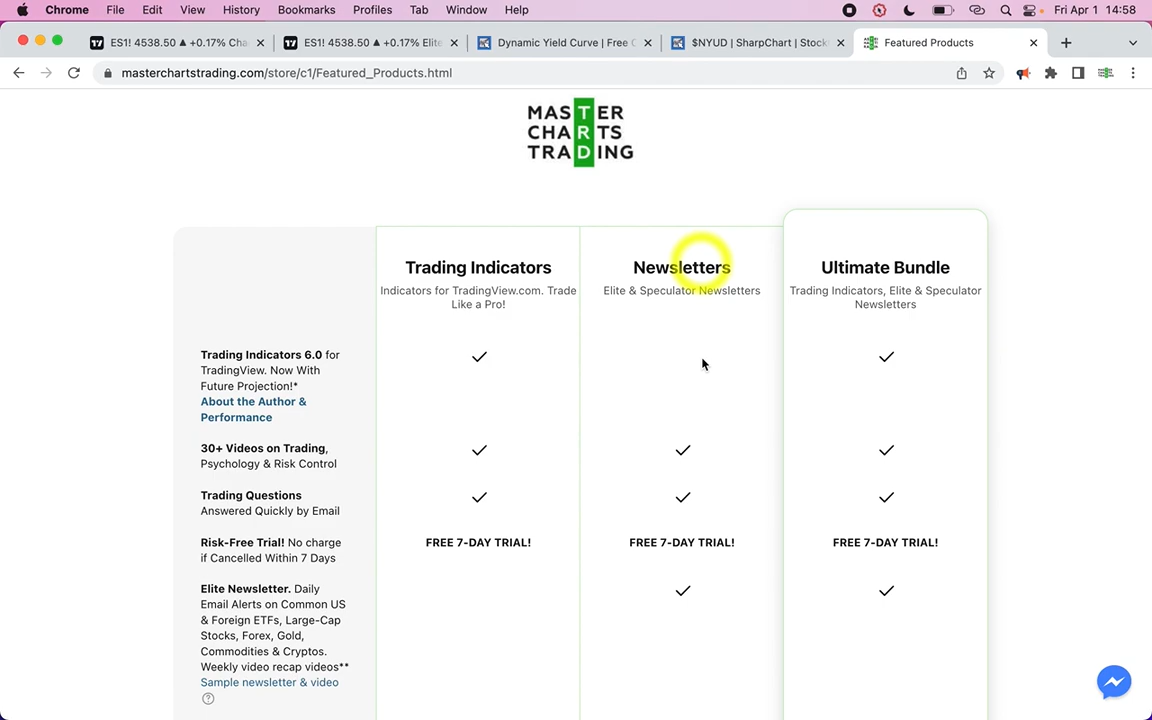 Chrome File Edit View History Bookmarks Profiles Tab Window Help Fri Apr 1 14:58
ES1! 4538.50 ▲ +0.17% Cha
ES1! 4538.50 ▲ +0.17% Elite
Dynamic Yield Curve | Free C
$NYUD | SharpChart | Stock
Featured Products
masterchartstrading.com/store/c1/Featured_Products.html
MASTER
CHARTS
TRADING
Trading Indicators
Indicators for TradingView.com. Trade
Like a Pro!
Newsletters
Elite & Speculator Newsletters
Ultimate Bundle
Trading Indicators, Elite & Speculator
Newsletters
Trading Indicators 6.0 for
TradingView. Now With
Future Projection!*
About the Author &
Performance
30+ Videos on Trading,
Psychology & Risk Control
Trading Questions
Answered Quickly by Email
Risk-Free Trial! No charge
if Cancelled Within 7 Days
FREE 7-DAY TRIAL!
FREE 7-DAY TRIAL!
FREE 7-DAY TRIAL!
Elite Newsletter. Daily
Email Alerts on Common US
& Foreign ETFs, Large-Cap
Stocks, Forex, Gold,
Commodities & Cryptos.
Weekly video recap videos**
Sample newsletter & video
?